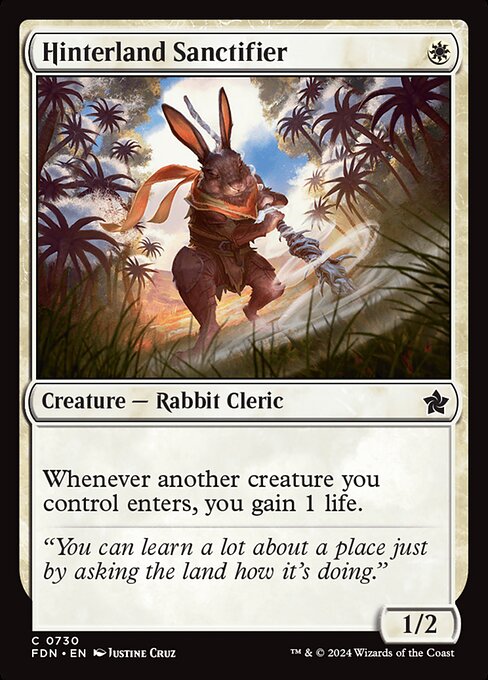 Hinterland Sanctifier
Creature — Rabbit Cleric
Whenever another creature you
control enters, you gain 1 life.
“You can learn a lot about a place just
by asking the land how it’s doing.”
1/2
C 0730
FDN • EN Justine Cruz
™ & © 2024 Wizards of the Coast